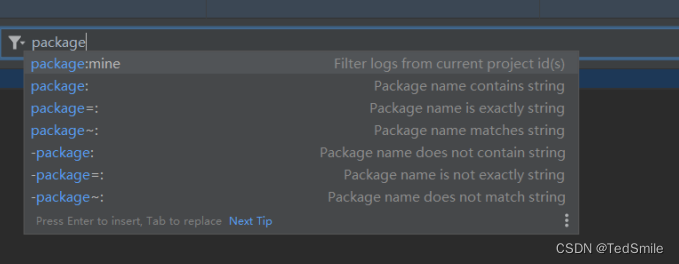 package
package:mine Filter logs from current project id(s)
package: Package name contains string
package=: Package name is exactly string
package~: Package name matches string
-package: Package name does not contain string
-package=: Package name is not exactly string
-package~: Package name does not match string
Press Enter to insert, Tab to replace Next Tip
CSDN @TedSmile